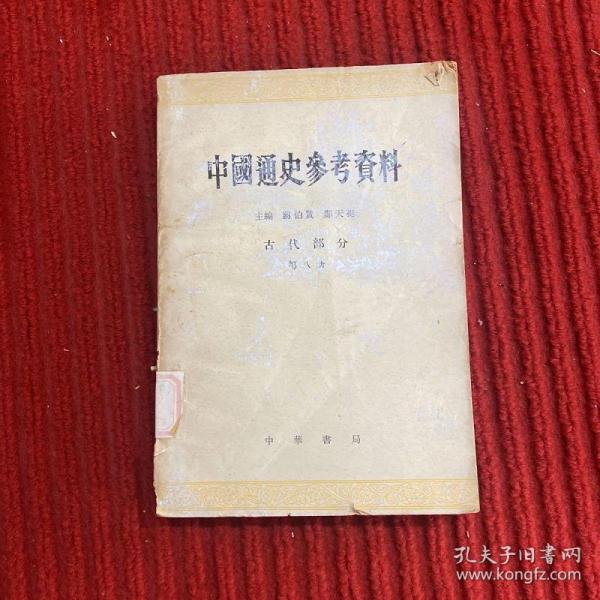 中國通史參考資料
主編 翦伯贊 鄭天挺
古代部分
第八冊
中華書局
孔夫子旧書网
www.kongfz.com